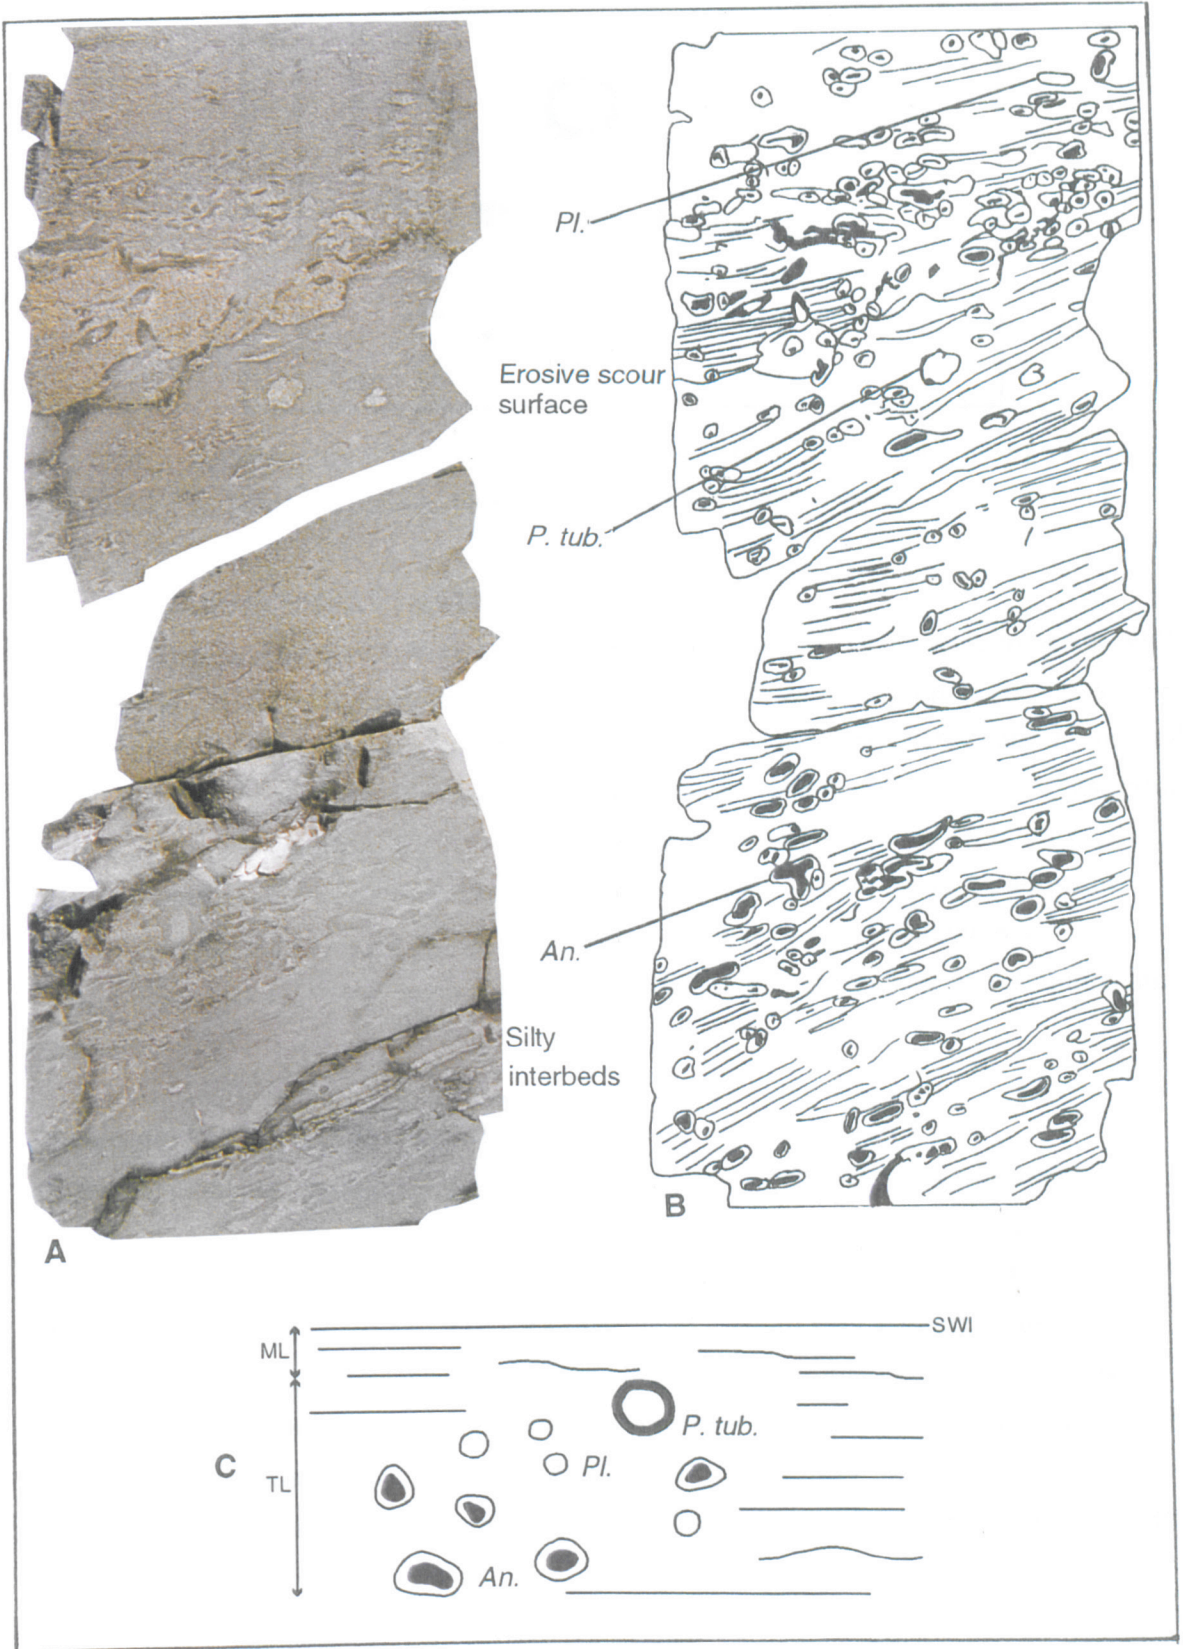 Pl.
Erosive scour
surface
P. tub.
An.
Silty
interbeds
B
A
SWI
ML
P. tub.
C
Pl.
TL
An.